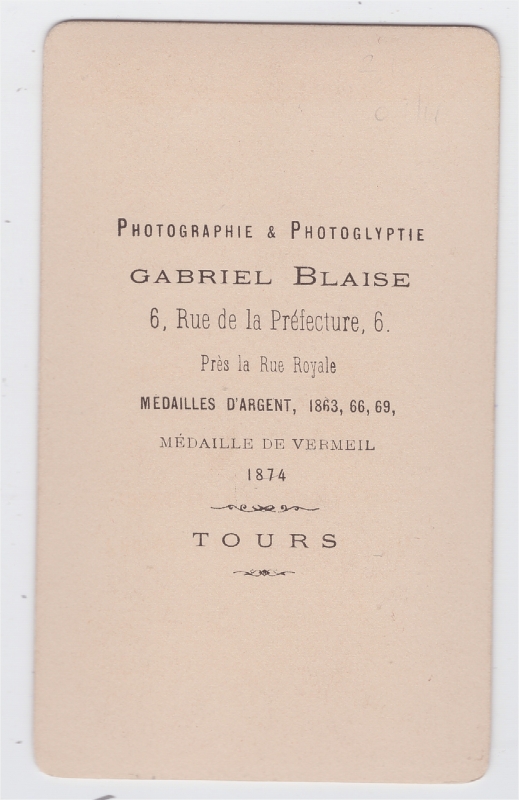 PHOTOGRAPHIE & PHOTOGLYPTIE
GABRIEL BLAISE
6, Rue de la Préfecture, 6.
Près la Rue Royale
MEDAILLES D'ARGENT, 1863, 66, 69,
MÉDAILLE DE VERMEIL
1874
TOURS